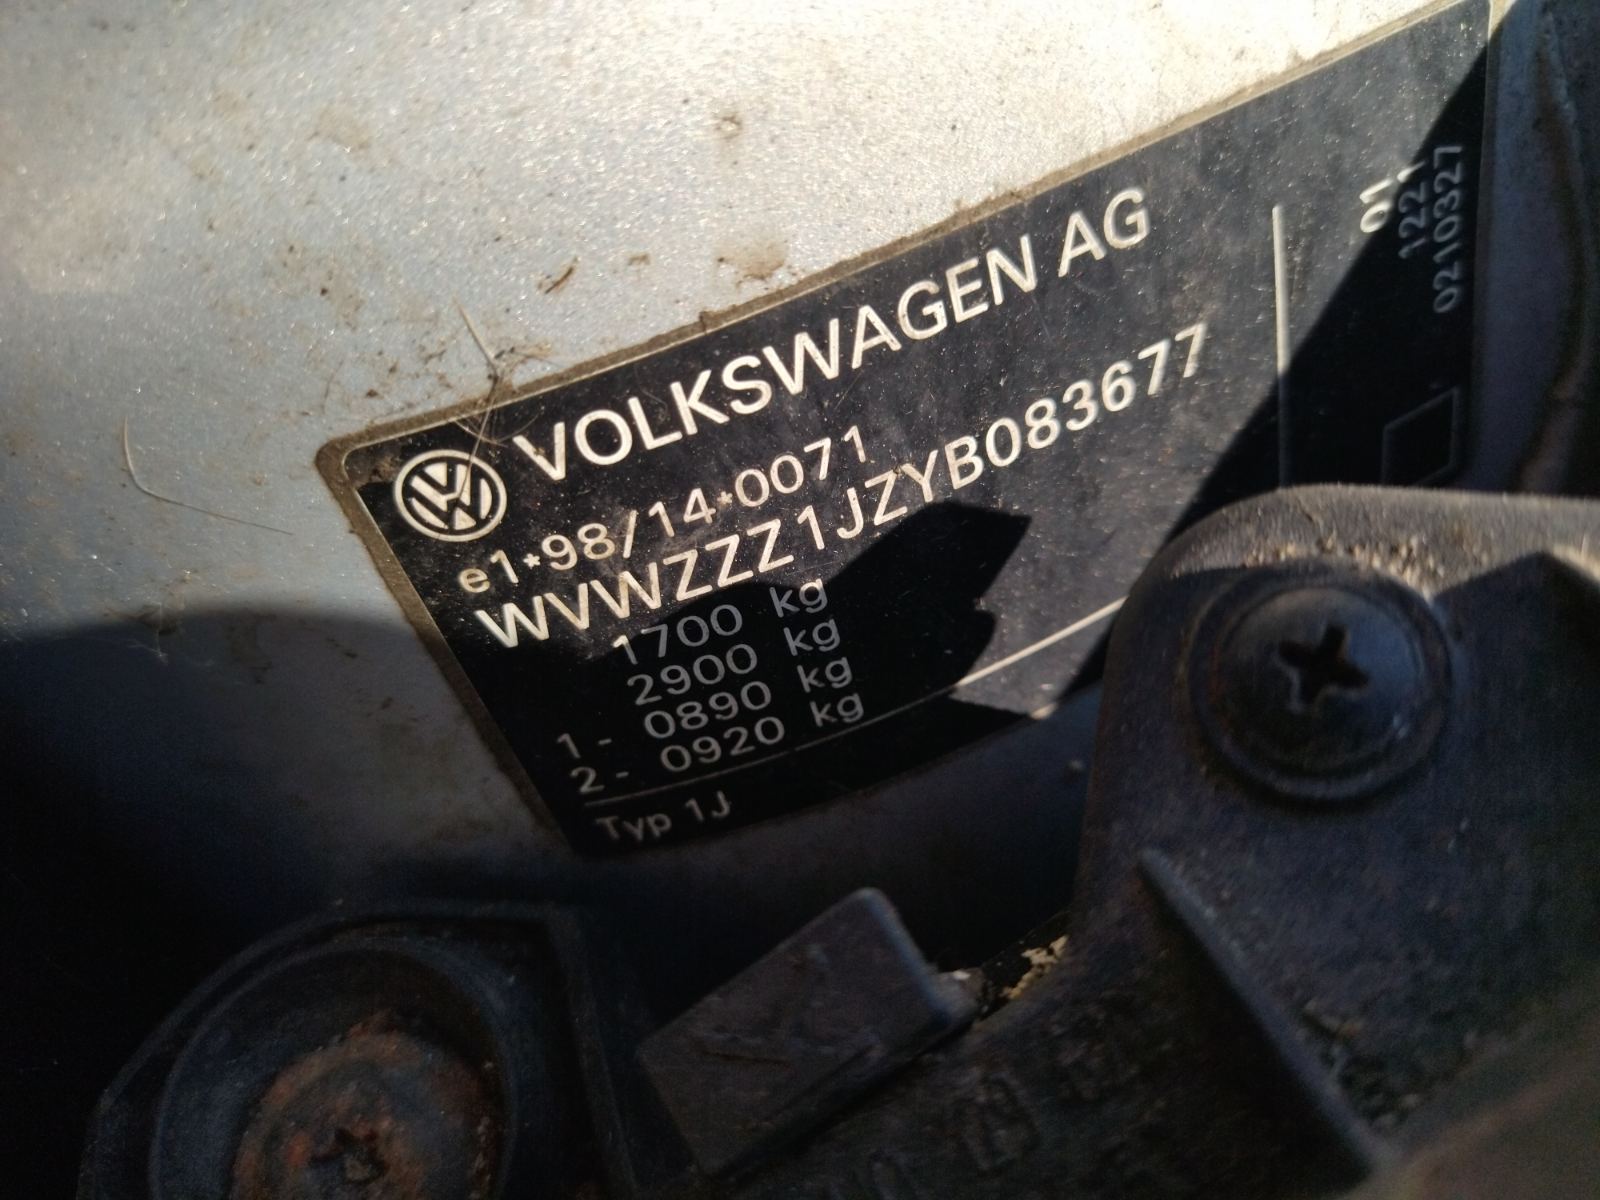 VOLKSWAGEN AG
e1*98/14*0071
WVWZZZ1JZYB083677
1700 kg
2900 kg
1- 0890 kg
2- 0920 kg
Typ 1J
01
1221
0210327